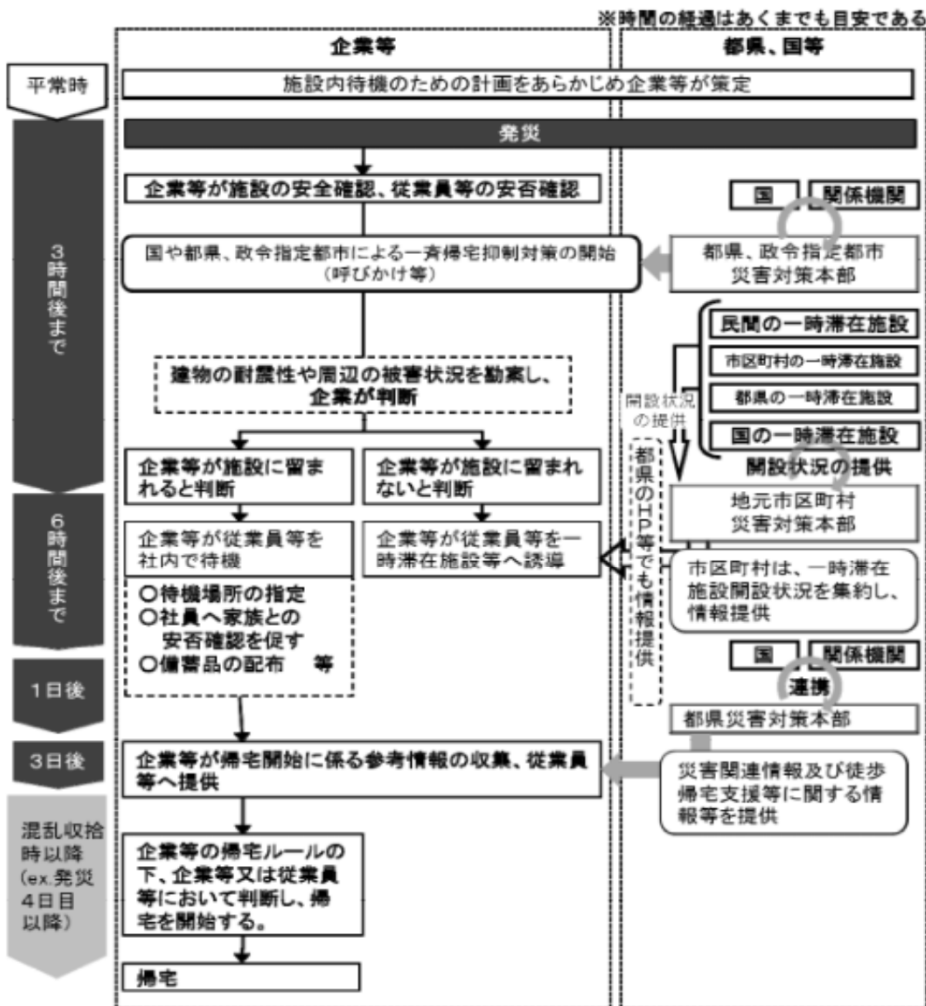 ※時間の経過はあくまでも目安である
企業等
都県、国等
平常時
施設内待機のための計画をあらかじめ企業等が策定
発災
3時間後まで
企業等が施設の安全確認、従業員等の安否確認
国
関係機関
国や都県、政令指定都市による一斉帰宅抑制対策の開始
（呼びかけ等）
都県、政令指定都市
災害対策本部
民間の一時滞在施設
市区町村の一時滞在施設
都県の一時滞在施設
国の一時滞在施設
建物の耐震性や周辺の被害状況を勘案し、
企業が判断
開設状況
の提供
都県のHP等でも情報提供
開設状況の提供
企業等が施設に留ま
れると判断
企業等が施設に留まれ
ないと判断
地元市区町村
災害対策本部
6時間後まで
企業等が従業員等を
社内で待機
企業等が従業員等を一
時滞在施設等へ誘導
市区町村は、一時滞在
施設開設状況を集約し、
情報提供
○待機場所の指定
○社員へ家族との
安否確認を促す
○備蓄品の配布　等
国
関係機関
連携
1日後
都県災害対策本部
3日後
企業等が帰宅開始に係る参考情報の収集、従業員
等へ提供
災害関連情報及び徒歩
帰宅支援等に関する情
報等を提供
混乱収拾
時以降
(ex.発災
4日目
以降)
企業等の帰宅ルールの
下、企業等又は従業員
等において判断し、帰
宅を開始する。
帰宅